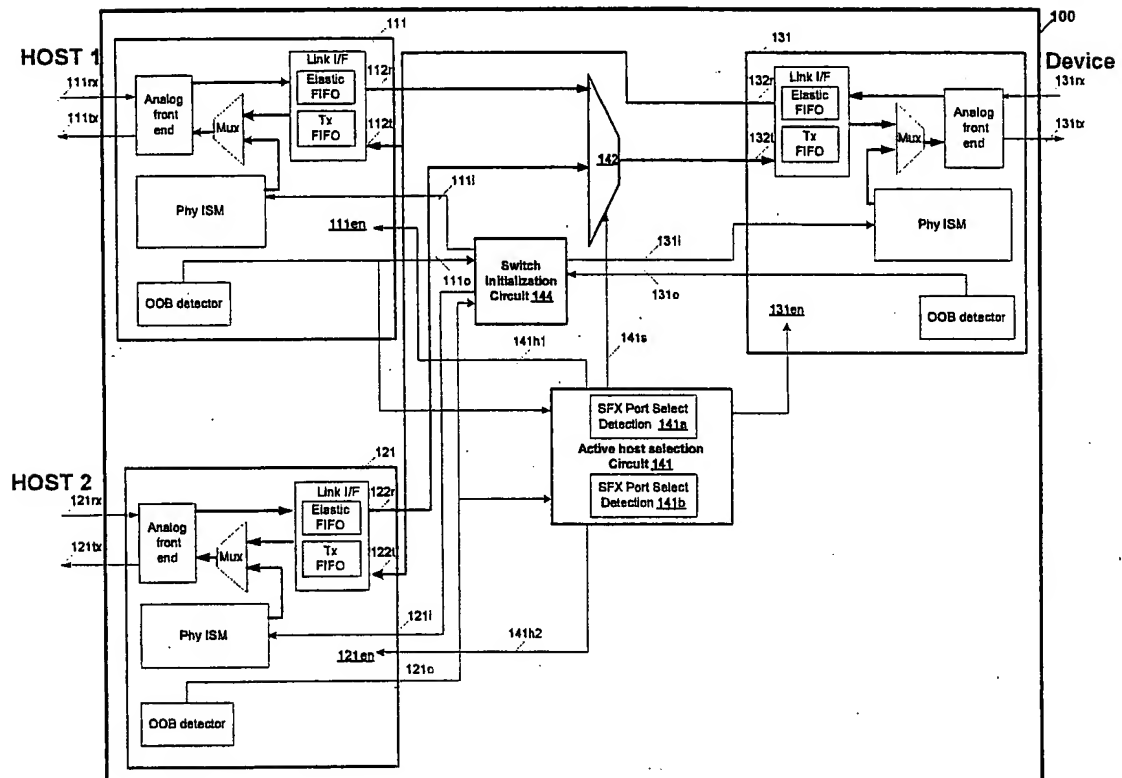 100
HOST 1
111
111rx
111tx
Analog
front
end
Mux
Link I/F
Elastic
FIFO
Tx
FIFO
112r
112t
Phy ISM
OOB detector
111i
111en
111o
142
Switch
Initialization
Circuit 144
131i
131o
141h1
141s
131
Device
132r
132t
Link I/F
Elastic
FIFO
Tx
FIFO
Mux
Analog
front
end
131rx
131tx
Phy ISM
OOB detector
131en
SFX Port Select
Detection 141a
Active host selection
Circuit 141
SFX Port Select
Detection 141b
HOST 2
121
121rx
121tx
Analog
front
end
Mux
Link I/F
Elastic
FIFO
Tx
FIFO
122r
122t
Phy ISM
OOB detector
121i
121en
121o
141h2